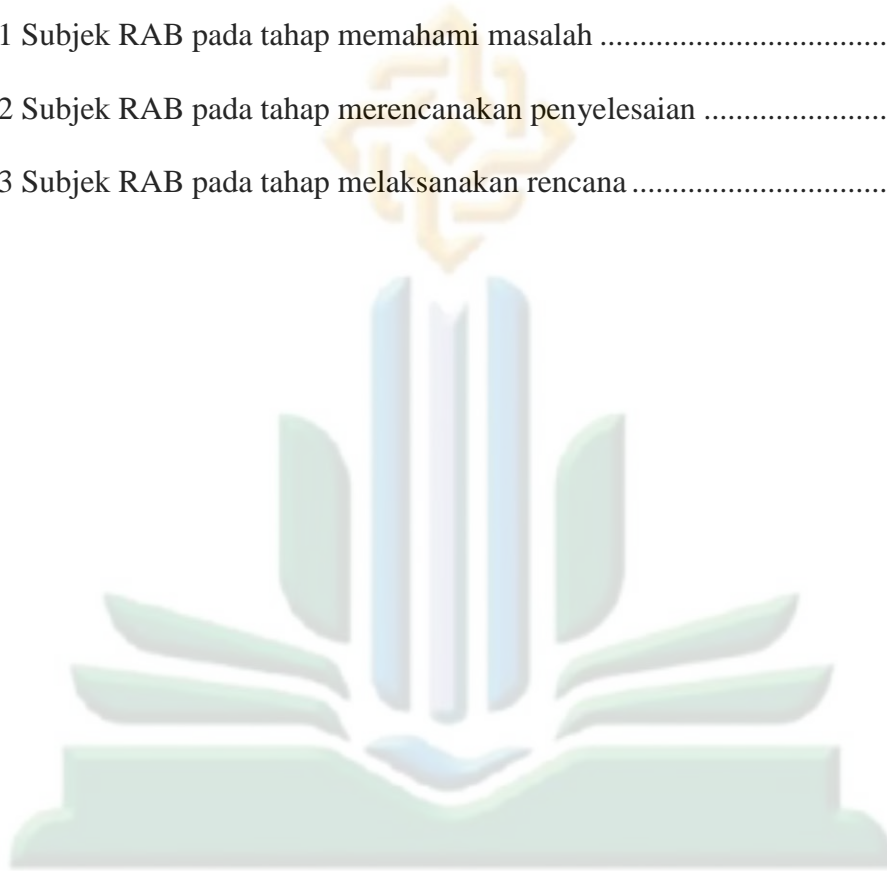 1 Subjek RAB pada tahap memahami masalah ..............................
2 Subjek RAB pada tahap merencanakan penyelesaian ...................
3 Subjek RAB pada tahap melaksanakan rencana ...........................